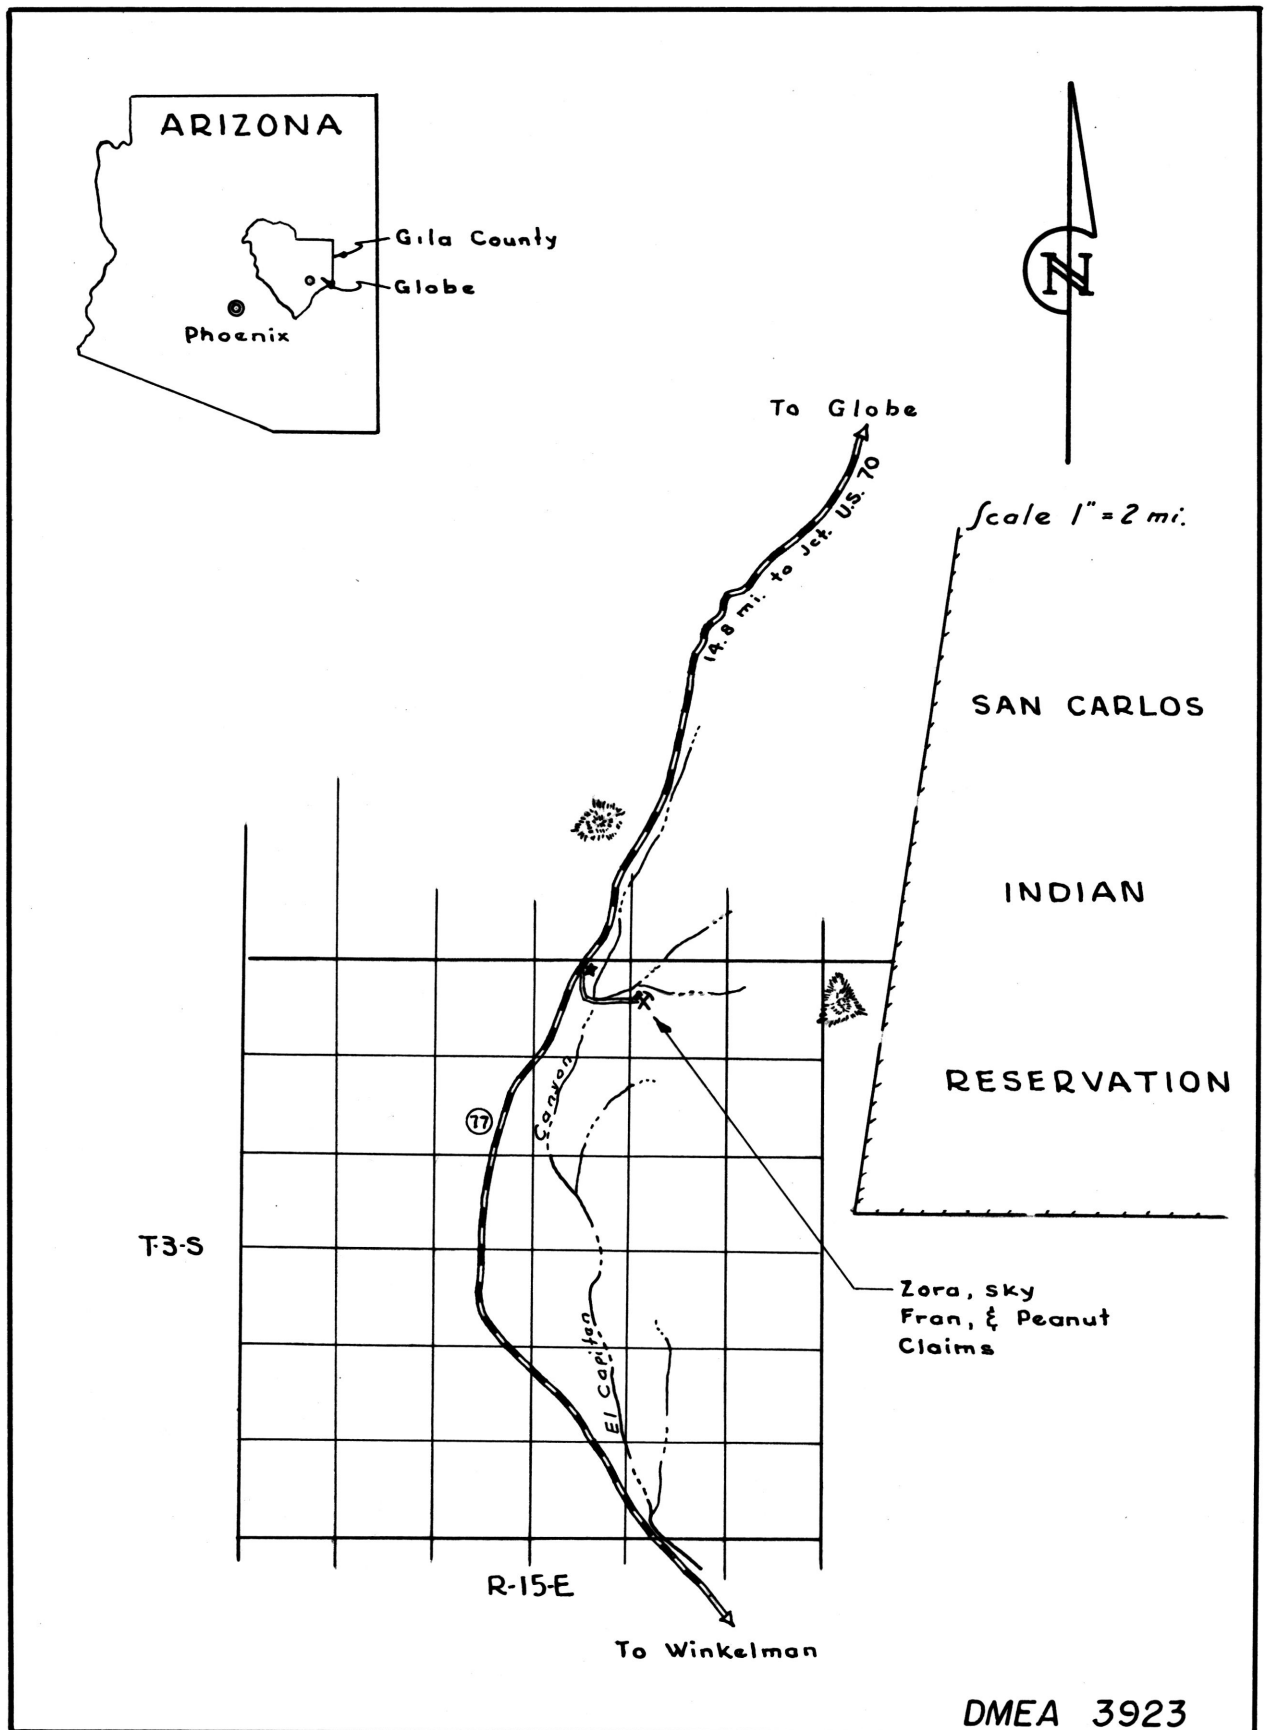 ARIZONA
Gila County
Globe
Phoenix
N
To Globe
14.8 mi. to Jct. U.S. 70
Scale 1" = 2 mi.
SAN CARLOS
INDIAN
RESERVATION
Canyon
77
T-3-S
El Capitan
Zora, Sky
Fran, & Peanut
Claims
R-15-E
To Winkelman
DMEA 3923